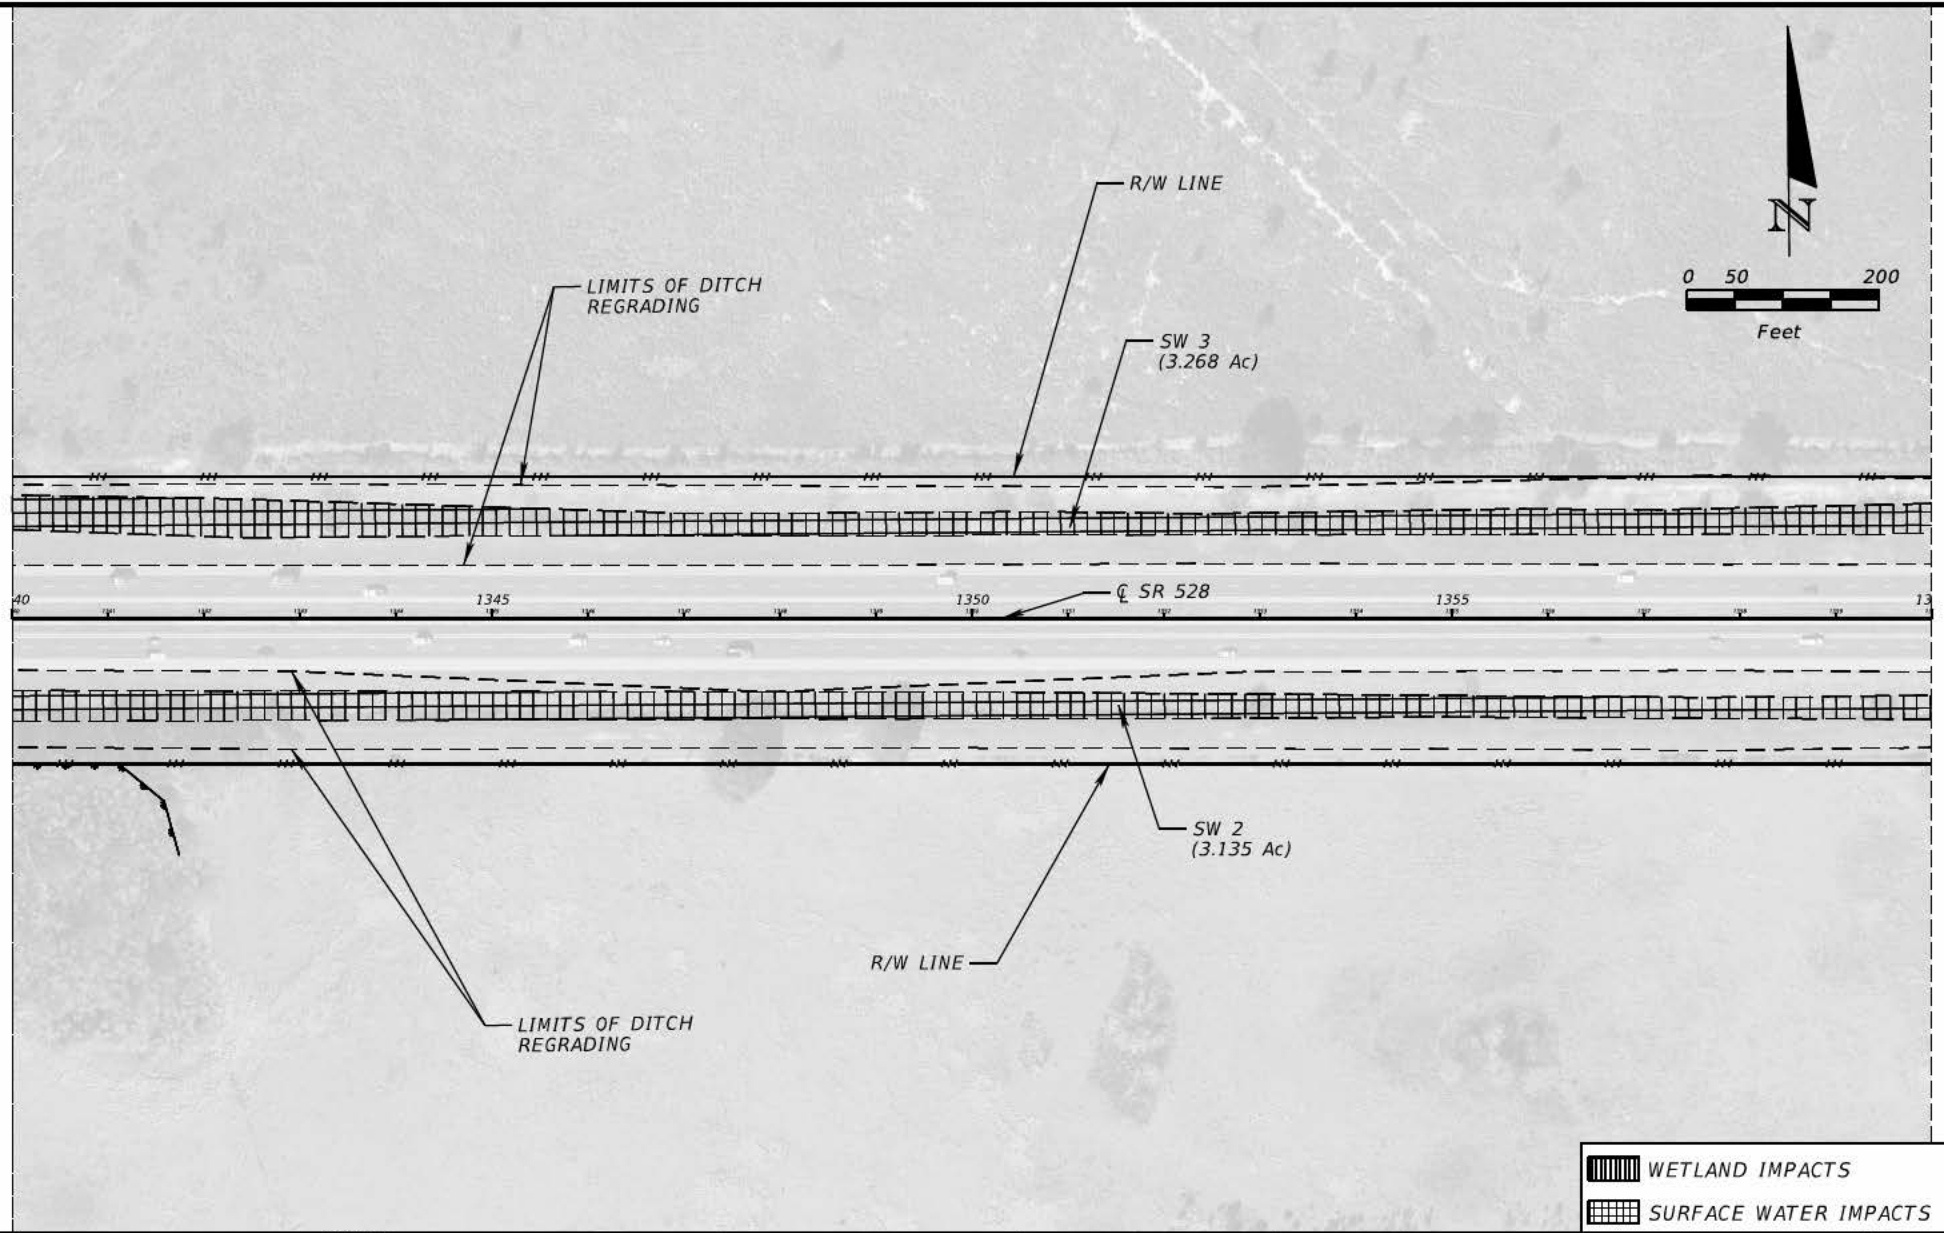 R/W LINE
N
0 50 200
Feet
LIMITS OF DITCH
REGRADING
SW 3
(3.268 Ac)
40 1345 1350 ℄ SR 528 1355 13
SW 2
(3.135 Ac)
R/W LINE
LIMITS OF DITCH
REGRADING
WETLAND IMPACTS
SURFACE WATER IMPACTS